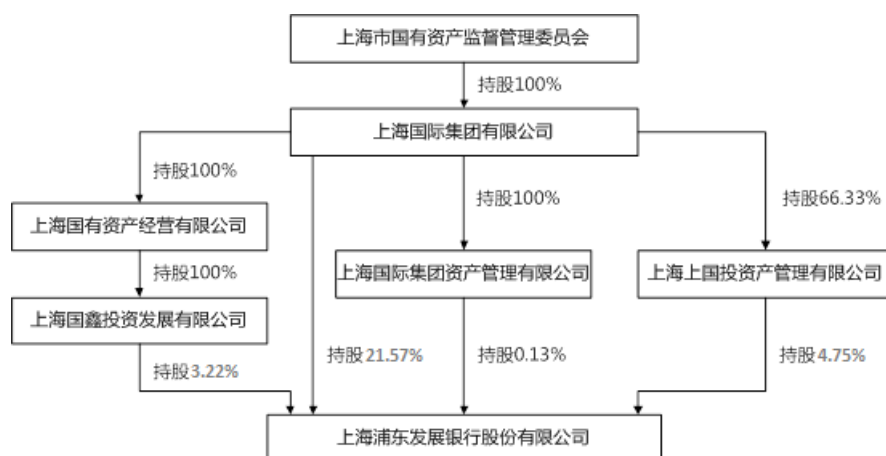 上海市国有资产监督管理委员会
持股100%
上海国际集团有限公司
持股100%
持股100%
持股66.33%
上海国有资产经营有限公司
持股100%
上海国际集团资产管理有限公司
上海上国投资产管理有限公司
上海国鑫投资发展有限公司
持股3.22%
持股21.57%
持股0.13%
持股4.75%
上海浦东发展银行股份有限公司